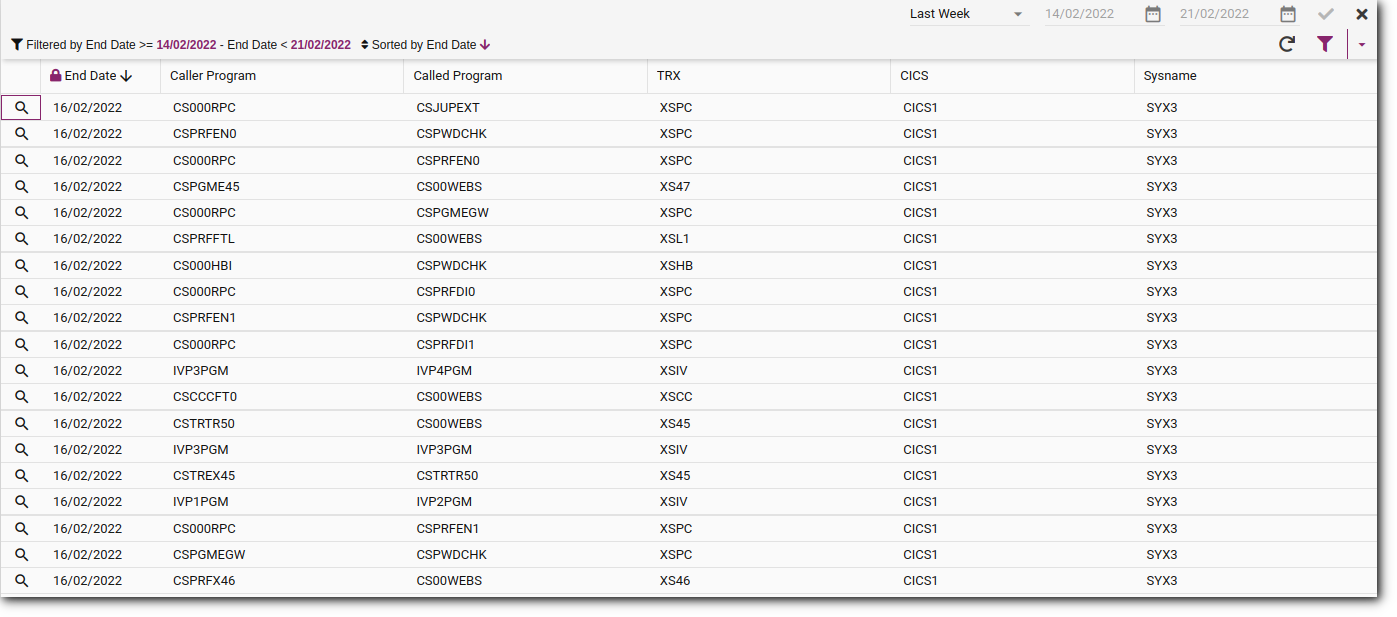 Last Week 14/02/2022 21/02/2022
Filtered by End Date >= 14/02/2022 - End Date < 21/02/2022 Sorted by End Date
End Date Caller Program Called Program TRX CICS Sysname
16/02/2022 CS000RPC CSJUPEXT XSPC CICS1 SYX3
16/02/2022 CSPRFEN0 CSPWDCHK XSPC CICS1 SYX3
16/02/2022 CS000RPC CSPRFEN0 XSPC CICS1 SYX3
16/02/2022 CSPGME45 CS00WEBS XS47 CICS1 SYX3
16/02/2022 CS000RPC CSPGMEGW XSPC CICS1 SYX3
16/02/2022 CSPRFFTL CS00WEBS XSL1 CICS1 SYX3
16/02/2022 CS000HBI CSPWDCHK XSHB CICS1 SYX3
16/02/2022 CS000RPC CSPRFDI0 XSPC CICS1 SYX3
16/02/2022 CSPRFEN1 CSPWDCHK XSPC CICS1 SYX3
16/02/2022 CS000RPC CSPRFDI1 XSPC CICS1 SYX3
16/02/2022 IVP3PGM IVP4PGM XSIV CICS1 SYX3
16/02/2022 CSCCCFT0 CS00WEBS XSCC CICS1 SYX3
16/02/2022 CSTRTR50 CS00WEBS XS45 CICS1 SYX3
16/02/2022 IVP3PGM IVP3PGM XSIV CICS1 SYX3
16/02/2022 CSTREX45 CSTRTR50 XS45 CICS1 SYX3
16/02/2022 IVP1PGM IVP2PGM XSIV CICS1 SYX3
16/02/2022 CS000RPC CSPRFEN1 XSPC CICS1 SYX3
16/02/2022 CSPGMEGW CSPWDCHK XSPC CICS1 SYX3
16/02/2022 CSPRFX46 CS00WEBS XS46 CICS1 SYX3